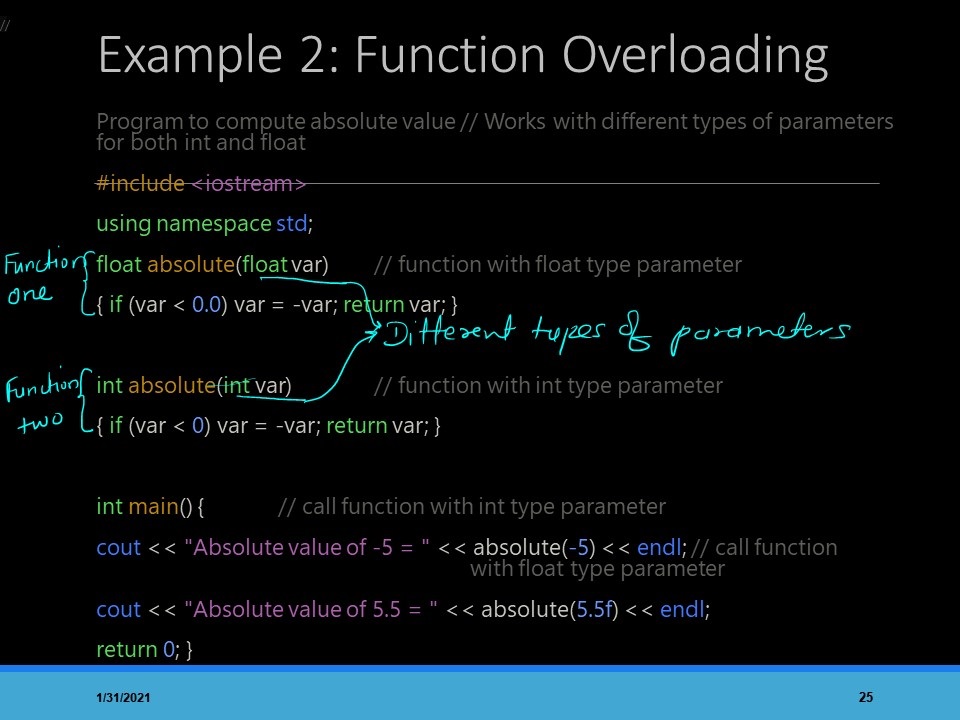 //
Example 2: Function Overloading
Program to compute absolute value // Works with different types of parameters
for both int and float
#include <iostream>
using namespace std;
Function
one
float absolute(float var) // function with float type parameter
{ if (var < 0.0) var = -var; return var; }
Different types of parameters
Function
two
int absolute(int var) // function with int type parameter
{ if (var < 0) var = -var; return var; }
int main() { // call function with int type parameter
cout << "Absolute value of -5 = " << absolute(-5) << endl; // call function
with float type parameter
cout << "Absolute value of 5.5 = " << absolute(5.5f) << endl;
return 0; }
1/31/2021 25